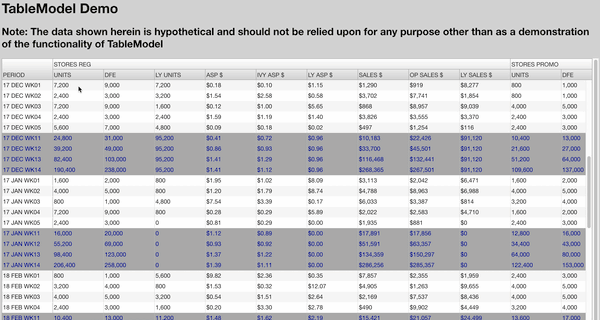 TableModel Demo
Note: The data shown herein is hypothetical and should not be relied upon for any purpose other than as a demonstration
of the functionality of TableModel
STORES REG STORES PROMO
PERIOD UNITS DFE LY UNITS ASP $ IVY ASP $ LY ASP $ SALES $ OP SALES $ LY SALES $ UNITS DFE
17 DEC WK01 7,200 9,000 7,200 $0.18 $0.10 $1.15 $1,290 $919 $8,277 800 1,000
17 DEC WK02 2,400 3,000 3,200 $1.54 $2.58 $0.58 $3,702 $7,741 $1,854 800 1,000
17 DEC WK03 7,200 9,000 1,600 $0.12 $1.00 $5.65 $868 $8,957 $9,039 2,400 3,000
17 DEC WK04 2,400 3,000 2,400 $1.59 $1.19 $1.40 $3,826 $3,555 $3,370 2,400 3,000
17 DEC WK05 5,600 7,000 4,800 $0.09 $0.18 $0.02 $497 $1,254 $116 2,400 3,000
17 DEC WK11 24,800 31,000 95,200 $0.41 $0.72 $0.96 $10,183 $22,426 $91,120 10,400 13,000
17 DEC WK12 39,200 49,000 95,200 $0.86 $0.93 $0.96 $33,700 $45,501 $91,120 21,600 27,000
17 DEC WK13 82,400 103,000 95,200 $1.41 $1.29 $0.96 $116,468 $132,441 $91,120 51,200 64,000
17 DEC WK14 190,400 238,000 95,200 $1.41 $1.12 $0.96 $268,365 $267,501 $91,120 109,600 137,000
17 JAN WK01 1,600 2,000 800 $1.95 $1.02 $8.09 $3,113 $2,042 $6,471 1,600 2,000
17 JAN WK02 4,000 5,000 800 $1.20 $1.79 $8.74 $4,788 $8,963 $6,988 4,000 5,000
17 JAN WK03 800 1,000 4,800 $7.54 $3.39 $0.17 $6,033 $3,387 $814 3,200 4,000
17 JAN WK04 7,200 9,000 800 $0.28 $0.29 $5.89 $2,022 $2,583 $4,710 1,600 2,000
17 JAN WK05 2,400 3,000 0 $0.81 $0.29 $0.00 $1,935 $881 $0 2,400 3,000
17 JAN WK11 16,000 20,000 0 $1.12 $0.89 $0.00 $17,891 $17,856 $0 12,800 16,000
17 JAN WK12 55,200 69,000 0 $0.93 $0.92 $0.00 $51,591 $63,357 $0 34,400 43,000
17 JAN WK13 98,400 123,000 0 $1.37 $1.22 $0.00 $134,359 $150,297 $0 64,000 80,000
17 JAN WK14 206,400 258,000 0 $1.39 $1.11 $0.00 $286,256 $285,357 $0 122,400 153,000
18 FEB WK01 800 1,000 5,600 $9.82 $2.36 $0.35 $7,857 $2,355 $1,959 2,400 3,000
18 FEB WK02 3,200 4,000 800 $1.53 $0.32 $12.07 $4,905 $1,263 $9,655 4,000 5,000
18 FEB WK03 4,000 5,000 3,200 $0.54 $1.51 $2.64 $2,169 $7,537 $8,436 4,000 5,000
18 FEB WK04 2,400 3,000 1,600 $0.20 $3.30 $2.78 $490 $9,902 $4,449 3,200 4,000
18 FEB WK11 10,400 13,000 11,200 $1.48 $1.62 $2.19 $15,421 $21,057 $24,499 13,600